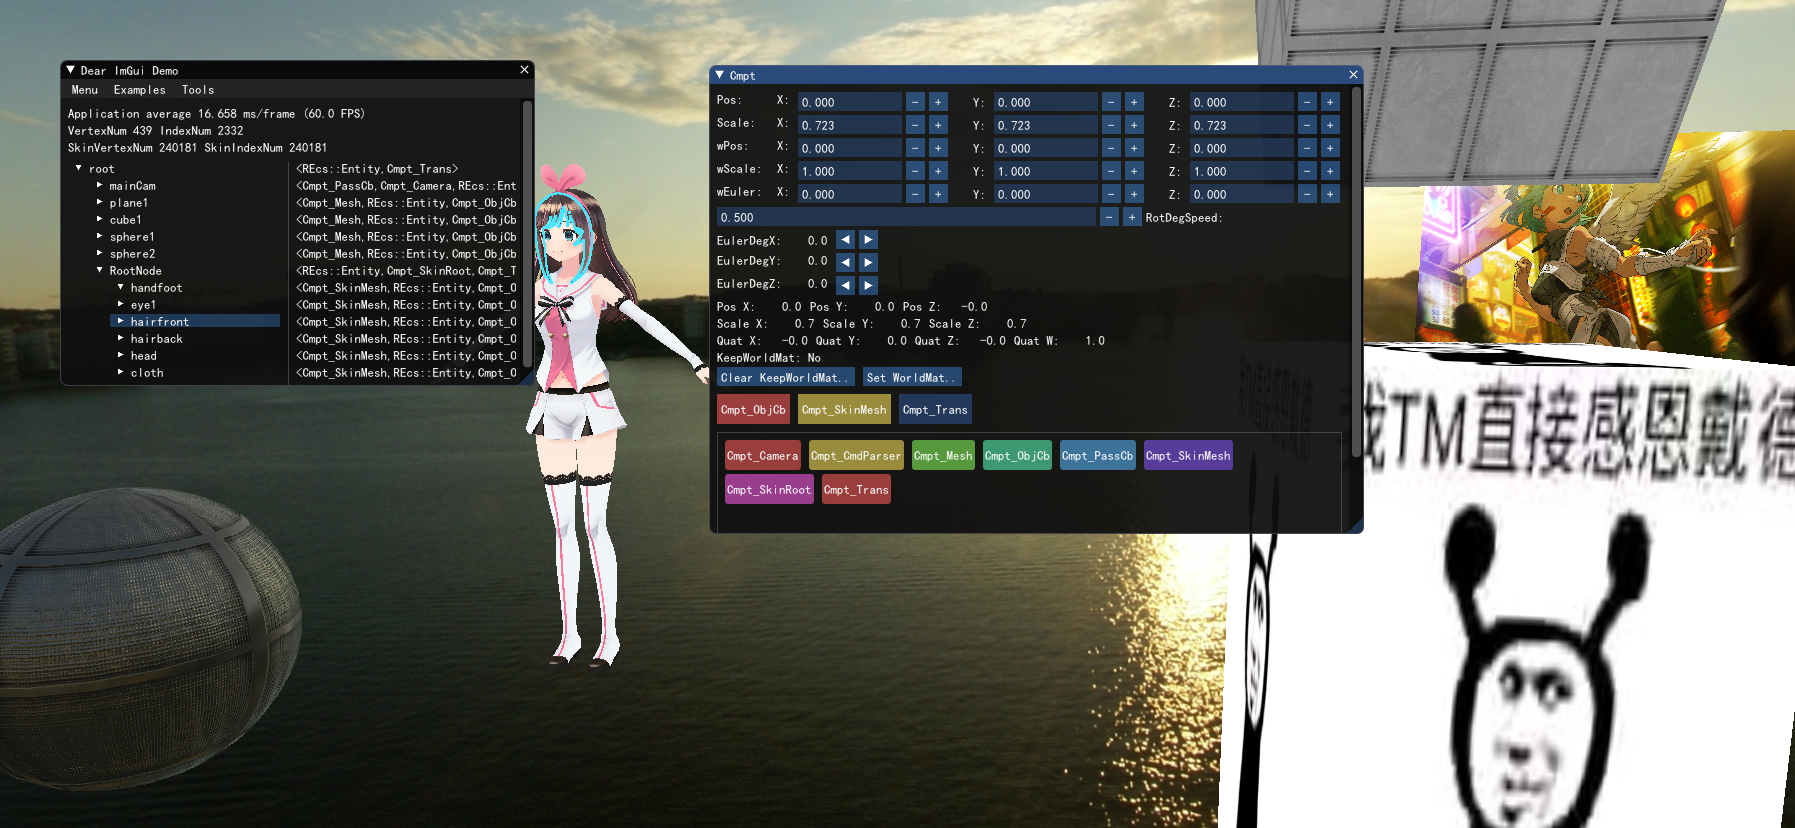 Dear ImGui Demo
Menu Examples Tools
Application average 16.658 ms/frame (60.0 FPS)
VertexNum 439 IndexNum 2332
SkinVertexNum 240181 SkinIndexNum 240181
root <REcs::Entity,Cmpt_Trans>
mainCam <Cmpt_PassCb,Cmpt_Camera,REcs::Ent
plane1 <Cmpt_Mesh,REcs::Entity,Cmpt_ObjCb
cube1 <Cmpt_Mesh,REcs::Entity,Cmpt_ObjCb
sphere1 <Cmpt_Mesh,REcs::Entity,Cmpt_ObjCb
sphere2 <Cmpt_Mesh,REcs::Entity,Cmpt_ObjCb
RootNode <REcs::Entity,Cmpt_SkinRoot,Cmpt_T
handfoot <Cmpt_SkinMesh,REcs::Entity,Cmpt_O
eye1 <Cmpt_SkinMesh,REcs::Entity,Cmpt_O
hairfront <Cmpt_SkinMesh,REcs::Entity,Cmpt_O
hairback <Cmpt_SkinMesh,REcs::Entity,Cmpt_O
head <Cmpt_SkinMesh,REcs::Entity,Cmpt_O
cloth <Cmpt_SkinMesh,REcs::Entity,Cmpt_O
Cmpt
Pos: X: 0.000 - + Y: 0.000 - + Z: 0.000 - +
Scale: X: 0.723 - + Y: 0.723 - + Z: 0.723 - +
wPos: X: 0.000 - + Y: 0.000 - + Z: 0.000 - +
wScale: X: 1.000 - + Y: 1.000 - + Z: 1.000 - +
wEuler: X: 0.000 - + Y: 0.000 - + Z: 0.000 - +
0.500 - + RotDegSpeed:
EulerDegX: 0.0
EulerDegY: 0.0
EulerDegZ: 0.0
Pos X: 0.0 Pos Y: 0.0 Pos Z: -0.0
Scale X: 0.7 Scale Y: 0.7 Scale Z: 0.7
Quat X: -0.0 Quat Y: 0.0 Quat Z: -0.0 Quat W: 1.0
KeepWorldMat: No
Clear KeepWorldMat.. Set WorldMat..
Cmpt_ObjCb Cmpt_SkinMesh Cmpt_Trans
Cmpt_Camera Cmpt_CmdParser Cmpt_Mesh Cmpt_ObjCb Cmpt_PassCb Cmpt_SkinMesh
Cmpt_SkinRoot Cmpt_Trans
我TM直接感恩戴德